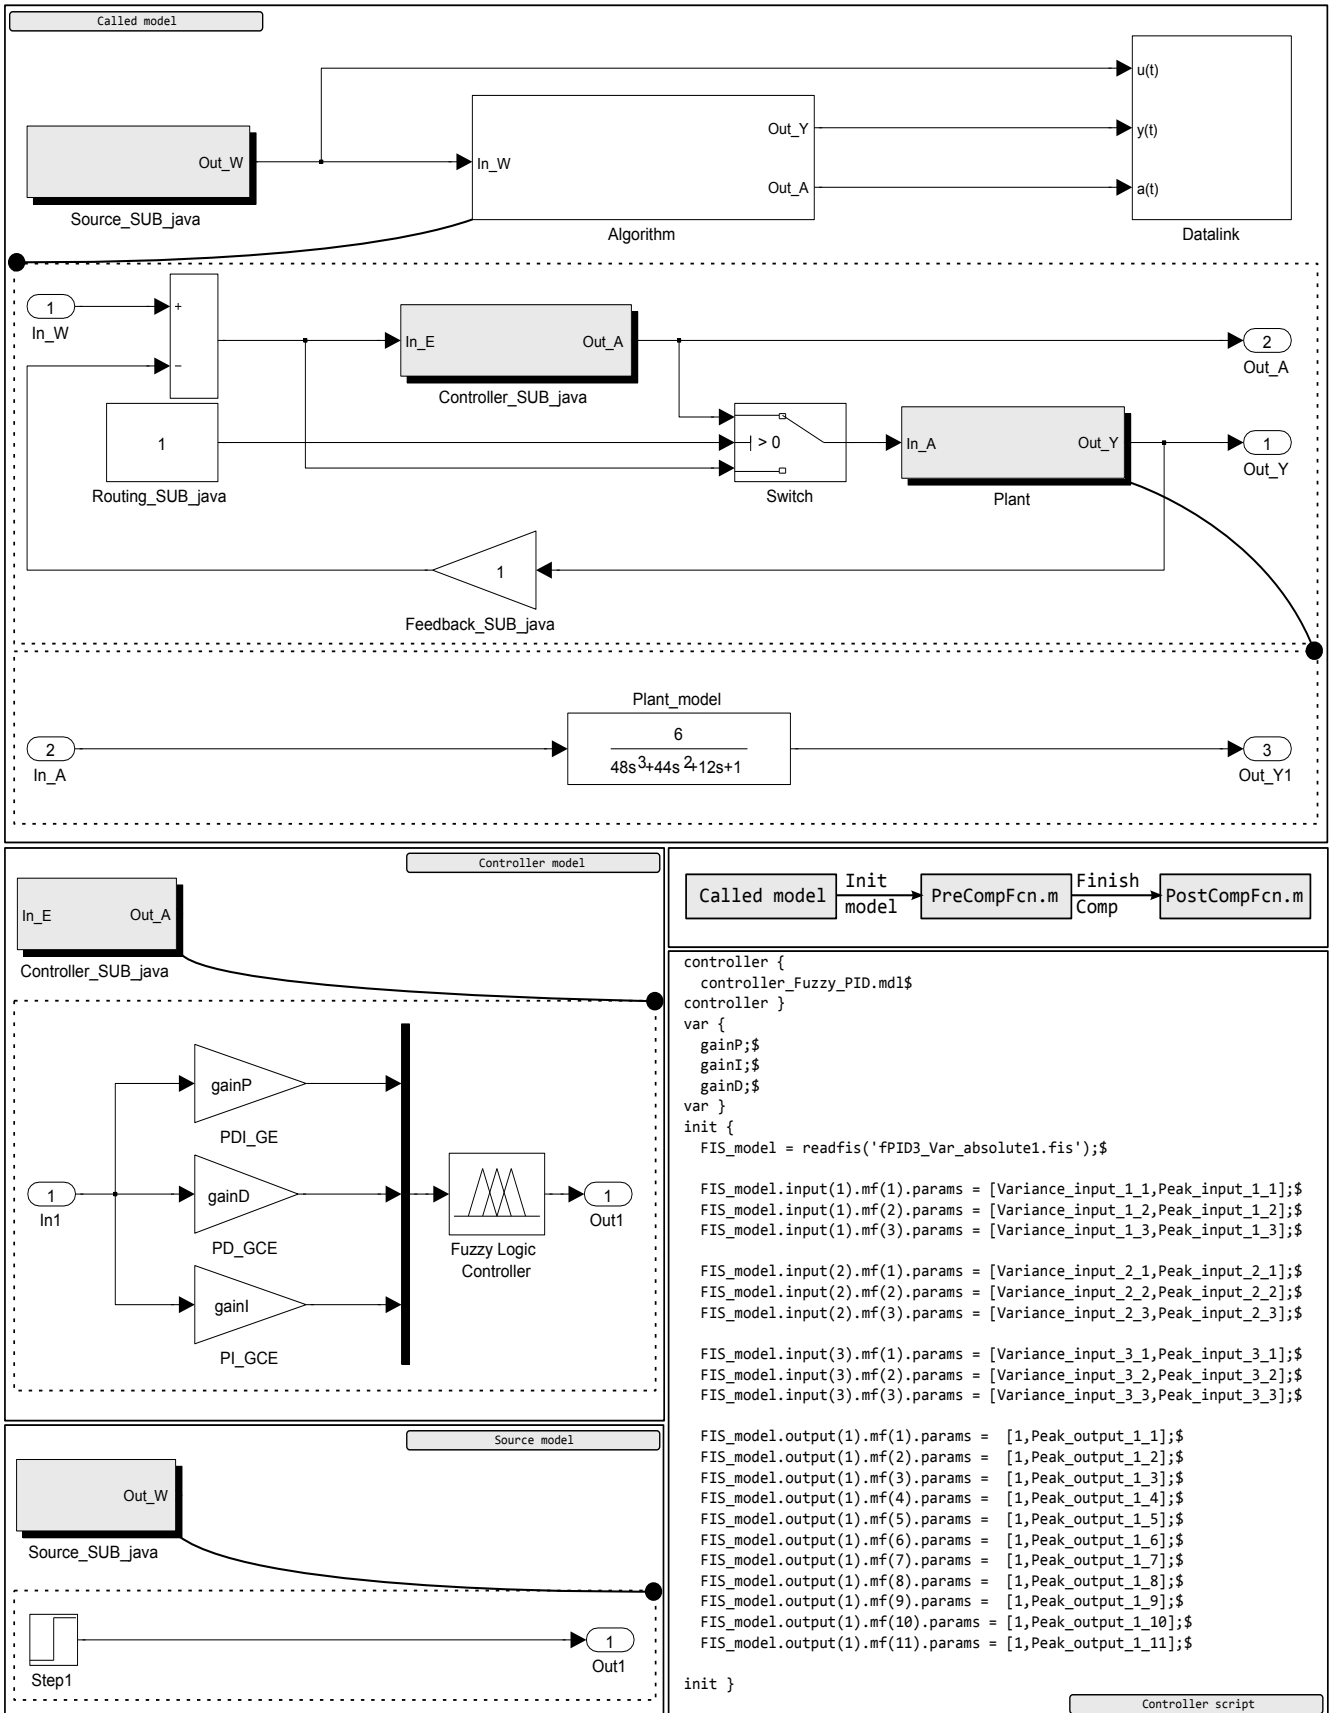 Called model
Out_W
Source_SUB_java
In_W
Out_Y
Out_A
Algorithm
u(t)
y(t)
a(t)
Datalink
1
In_W
+
−
In_E
Out_A
Controller_SUB_java
2
Out_A
1
Routing_SUB_java
> 0
Switch
In_A
Out_Y
Plant
1
Out_Y
1
Feedback_SUB_java
2
In_A
Plant_model
6
48s3+44s2+12s+1
3
Out_Y1
Controller model
In_E
Out_A
Controller_SUB_java
1
In1
gainP
PDI_GE
gainD
PD_GCE
gainI
PI_GCE
Fuzzy Logic
Controller
1
Out1
Source model
Out_W
Source_SUB_java
Step1
1
Out1
Called model
Init
model
PreCompFcn.m
Finish
Comp
PostCompFcn.m
controller {
controller_Fuzzy_PID.mdl$
controller }
var {
gainP;$
gainI;$
gainD;$
var }
init {
FIS_model = readfis('fPID3_Var_absolute1.fis');$
FIS_model.input(1).mf(1).params = [Variance_input_1_1,Peak_input_1_1];$
FIS_model.input(1).mf(2).params = [Variance_input_1_2,Peak_input_1_2];$
FIS_model.input(1).mf(3).params = [Variance_input_1_3,Peak_input_1_3];$
FIS_model.input(2).mf(1).params = [Variance_input_2_1,Peak_input_2_1];$
FIS_model.input(2).mf(2).params = [Variance_input_2_2,Peak_input_2_2];$
FIS_model.input(2).mf(3).params = [Variance_input_2_3,Peak_input_2_3];$
FIS_model.input(3).mf(1).params = [Variance_input_3_1,Peak_input_3_1];$
FIS_model.input(3).mf(2).params = [Variance_input_3_2,Peak_input_3_2];$
FIS_model.input(3).mf(3).params = [Variance_input_3_3,Peak_input_3_3];$
FIS_model.output(1).mf(1).params =  [1,Peak_output_1_1];$
FIS_model.output(1).mf(2).params =  [1,Peak_output_1_2];$
FIS_model.output(1).mf(3).params =  [1,Peak_output_1_3];$
FIS_model.output(1).mf(4).params =  [1,Peak_output_1_4];$
FIS_model.output(1).mf(5).params =  [1,Peak_output_1_5];$
FIS_model.output(1).mf(6).params =  [1,Peak_output_1_6];$
FIS_model.output(1).mf(7).params =  [1,Peak_output_1_7];$
FIS_model.output(1).mf(8).params =  [1,Peak_output_1_8];$
FIS_model.output(1).mf(9).params =  [1,Peak_output_1_9];$
FIS_model.output(1).mf(10).params = [1,Peak_output_1_10];$
FIS_model.output(1).mf(11).params = [1,Peak_output_1_11];$
init }
Controller script